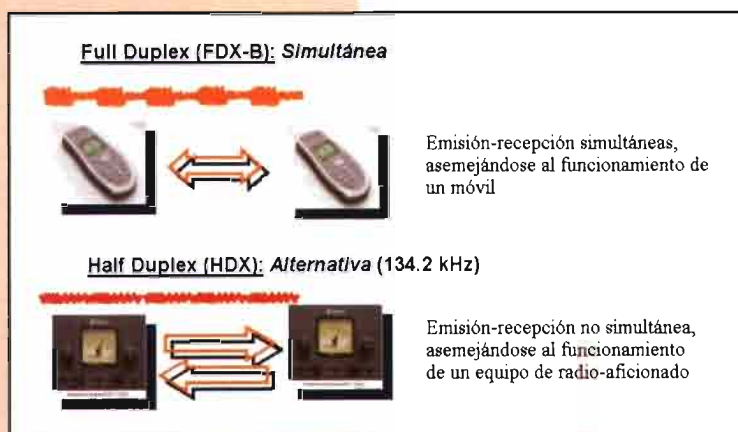 Full Duplex (FDX-B): Simultánea
Emisión-recepción simultáneas,
asemejándose al funcionamiento de
un móvil
Half Duplex (HDX): Alternativa (134.2 kHz)
Emisión-recepción no simultánea,
asemejándose al funcionamiento
de un equipo de radio-aficionado